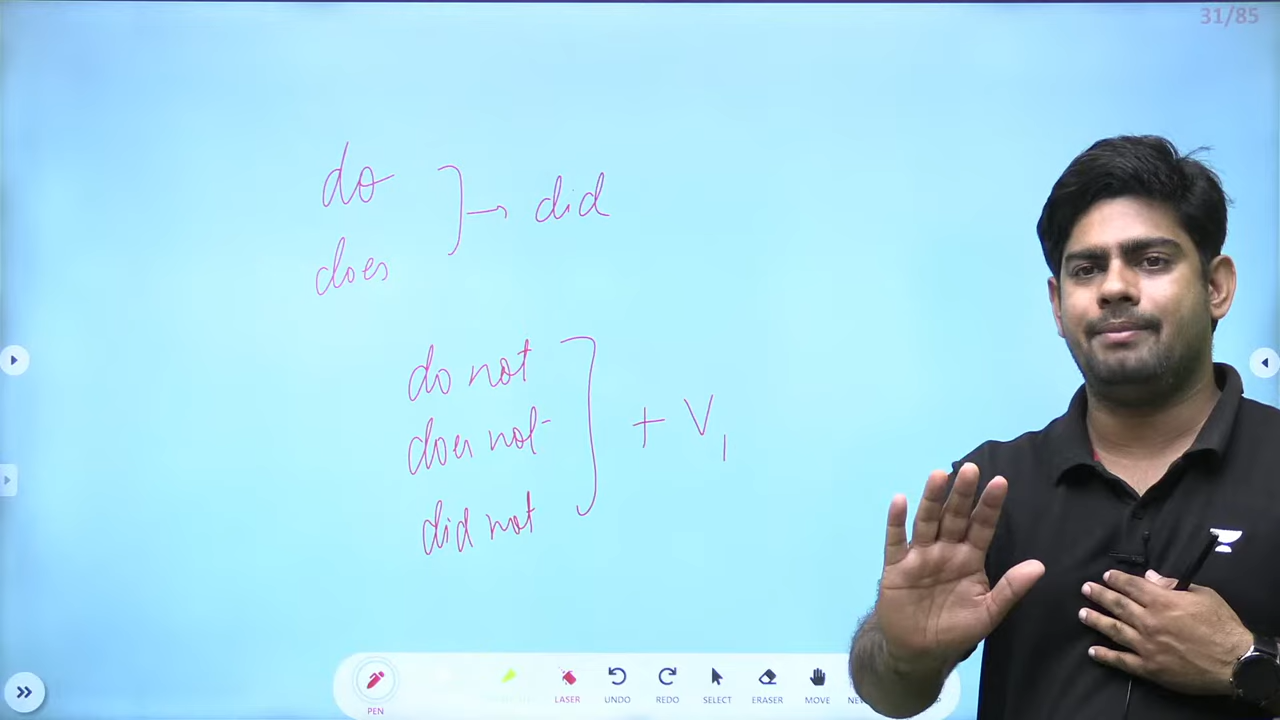 31/85
do
] → did
does
do not
does not
] + V₁
did not
PEN
LASER
UNDO
REDO
SELECT
ERASER
MOVE